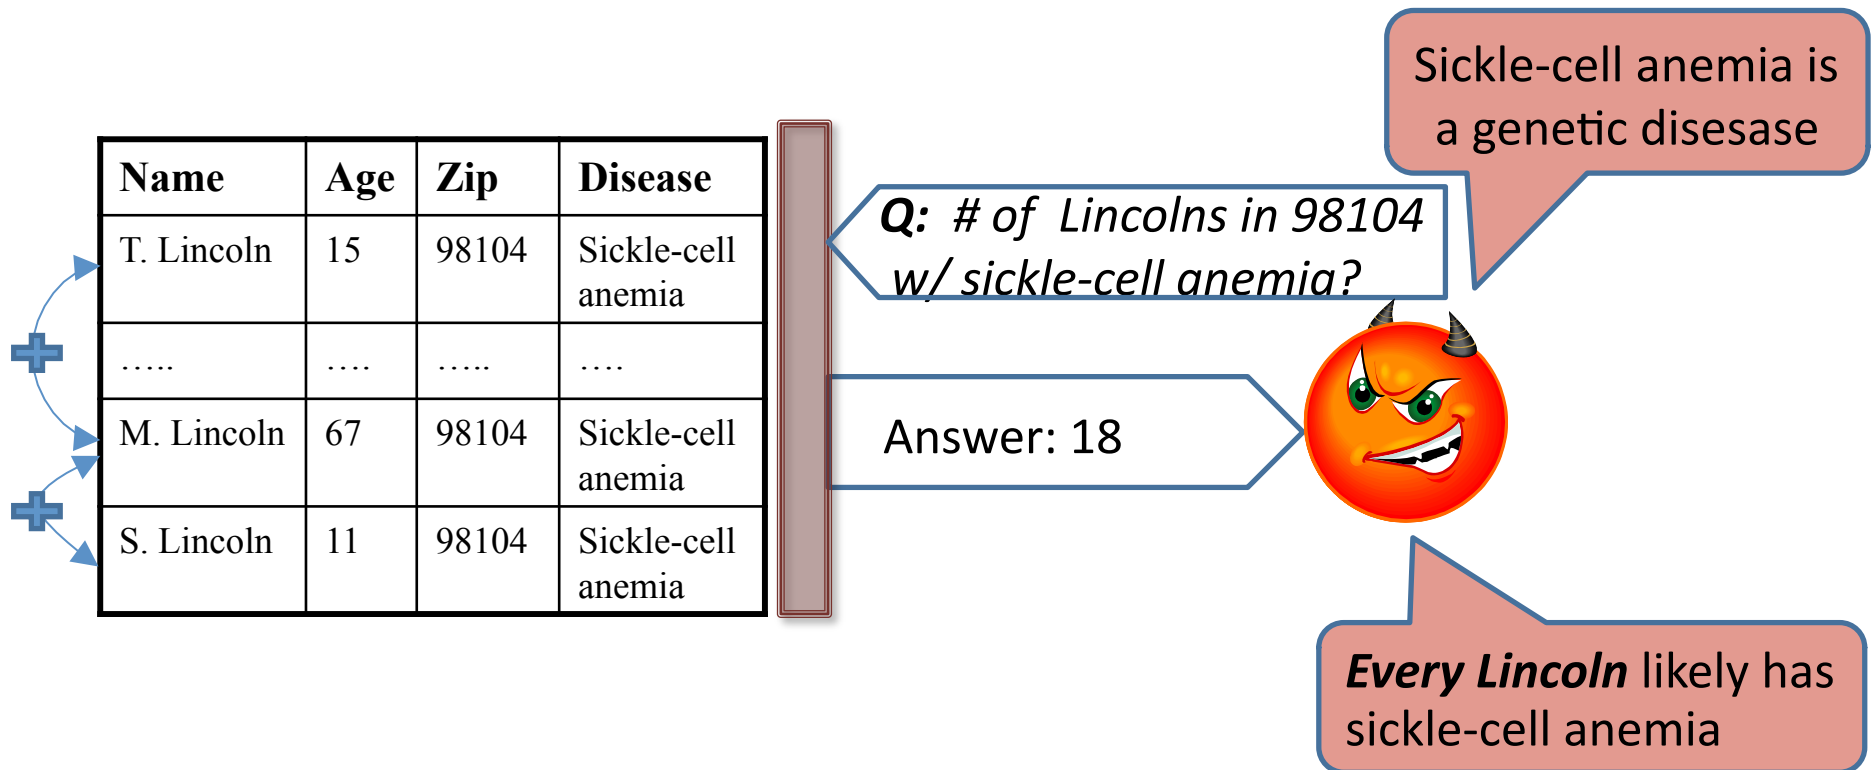 Sickle-cell anemia is
a genetic disesase
Name Age Zip Disease
T. Lincoln 15 98104 Sickle-cell
anemia
..... .... ..... ....
M. Lincoln 67 98104 Sickle-cell
anemia
S. Lincoln 11 98104 Sickle-cell
anemia
Q: # of Lincolns in 98104
w/ sickle-cell anemia?
Answer: 18
Every Lincoln likely has
sickle-cell anemia